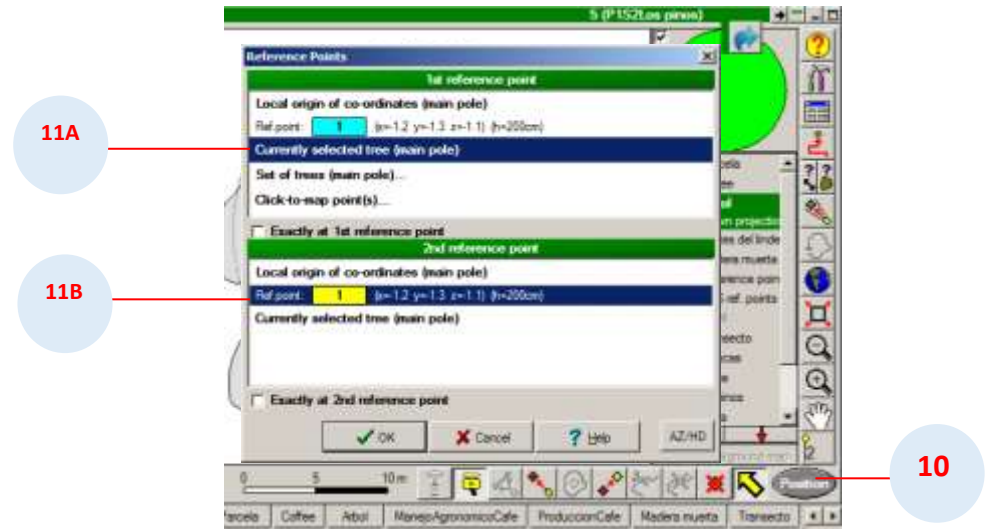 5 (P1S2Los pinos)
Reference Points
1st reference point
Local origin of co-ordinates (main pole)
Ref.point: 1 (x=-1.2 y=-1.3 z=-1.1) (h=200cm)
11A
Currently selected tree (main pole)
Set of trees (main pole)...
Click-to-map point(s)...
Exactly at 1st reference point
2nd reference point
Local origin of co-ordinates (main pole)
11B
Ref.point: 1 (x=-1.2 y=-1.3 z=-1.1) (h=200cm)
Currently selected tree (main pole)
Exactly at 2nd reference point
OK
Cancel
Help
AZ/HD
10
0 5 10 m
Position
Parcela
Coffee
Arbol
ManejoAgronomicoCafe
ProduccionCafe
Madera muerta
Transecto